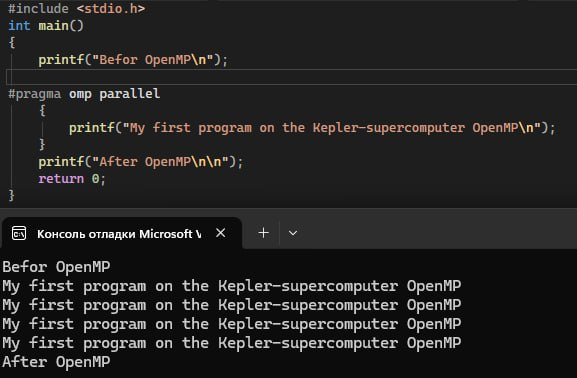 #include <stdio.h>
int main()
{
printf("Befor OpenMP\n");
#pragma omp parallel
{
printf("My first program on the Kepler-supercomputer OpenMP\n");
}
printf("After OpenMP\n\n");
return 0;
}
Консоль отладки Microsoft V
Befor OpenMP
My first program on the Kepler-supercomputer OpenMP
My first program on the Kepler-supercomputer OpenMP
My first program on the Kepler-supercomputer OpenMP
My first program on the Kepler-supercomputer OpenMP
After OpenMP